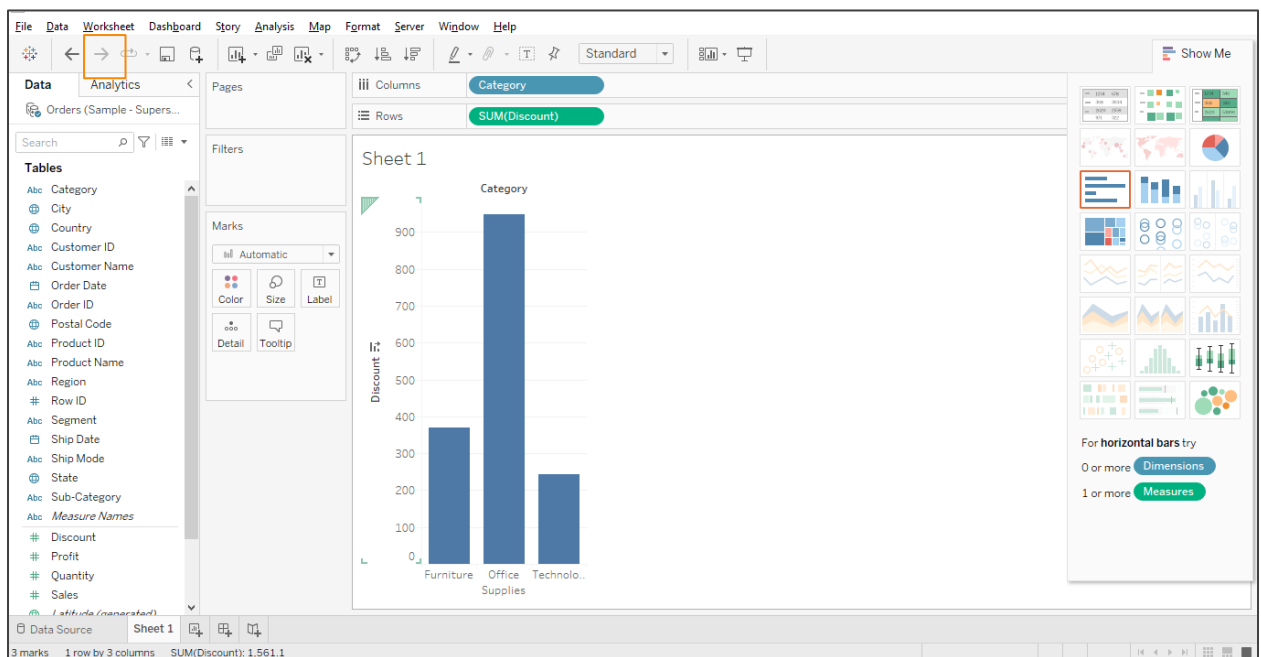 File Data Worksheet Dashboard Story Analysis Map Format Server Window Help
Standard
Show Me
Data Analytics
Orders (Sample - Supers...
Search
Tables
Abc Category
City
Country
Abc Customer ID
Abc Customer Name
Order Date
Abc Order ID
Postal Code
Abc Product ID
Abc Product Name
Abc Region
# Row ID
Abc Segment
Ship Date
Abc Ship Mode
State
Abc Sub-Category
Abc Measure Names
# Discount
# Profit
# Quantity
# Sales
Latitude (generated)
Pages
Filters
Marks
Automatic
Color Size T Label
Detail Tooltip
iii Columns Category
Rows SUM(Discount)
Sheet 1
Category
900
800
700
600
500
400
300
200
100
0
Discount
Furniture Office Supplies Technolo..
For horizontal bars try
0 or more Dimensions
1 or more Measures
Data Source Sheet 1
3 marks 1 row by 3 columns SUM(Discount): 1,561.1